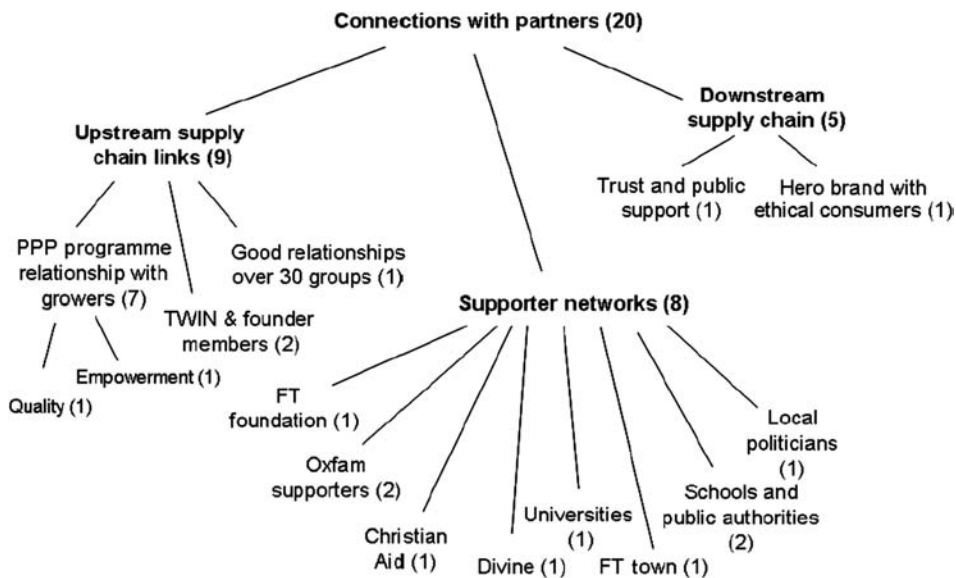 Connections with partners (20)
Upstream supply
chain links (9)
Downstream
supply chain (5)
PPP programme
relationship with
growers (7)
Good relationships
over 30 groups (1)
TWIN & founder
members (2)
Quality (1)
Empowerment (1)
Trust and public
support (1)
Hero brand with
ethical consumers (1)
Supporter networks (8)
FT
foundation (1)
Oxfam
supporters (2)
Christian
Aid (1)
Divine (1)
Universities
(1)
FT town (1)
Schools and
public authorities
(2)
Local
politicians
(1)